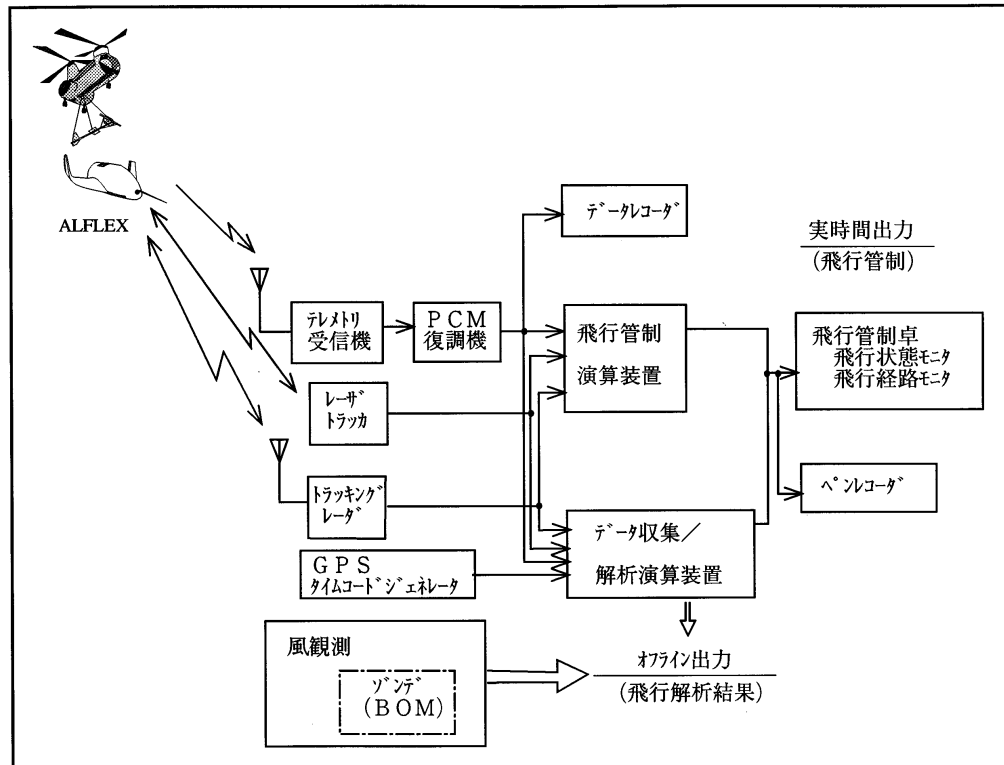 ALFLEX
データレコーダ
実時間出力
(飛行管制)
テレメトリ
受信機
ＰＣＭ
復調機
飛行管制
演算装置
飛行管制卓
飛行状態モニタ
飛行経路モニタ
レーザ
トラッカ
ペンレコーダ
トラッキング
レーダ
データ収集／
解析演算装置
ＧＰＳ
タイムコードジェネレータ
風観測
ゾンデ
(ＢＯＭ)
オフライン出力
(飛行解析結果)